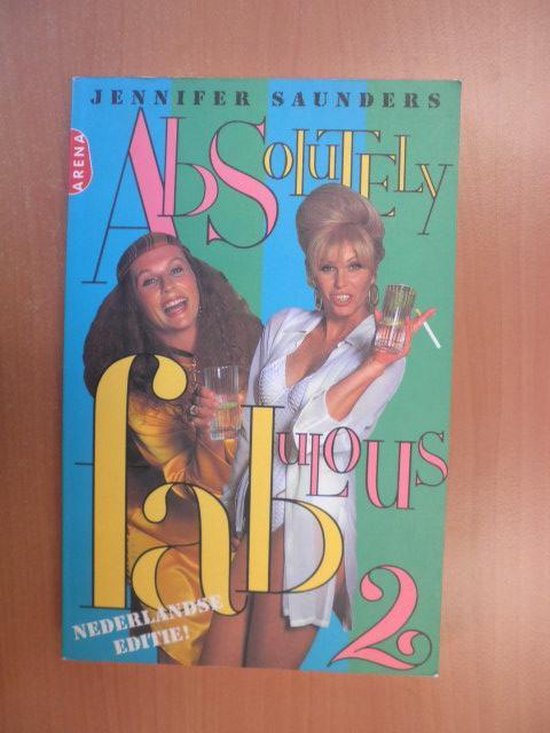 JENNIFER SAUNDERS
ARENA
AbSOLUTELY
fabULOUS
2
NEDERLANDSE
EDITIE!